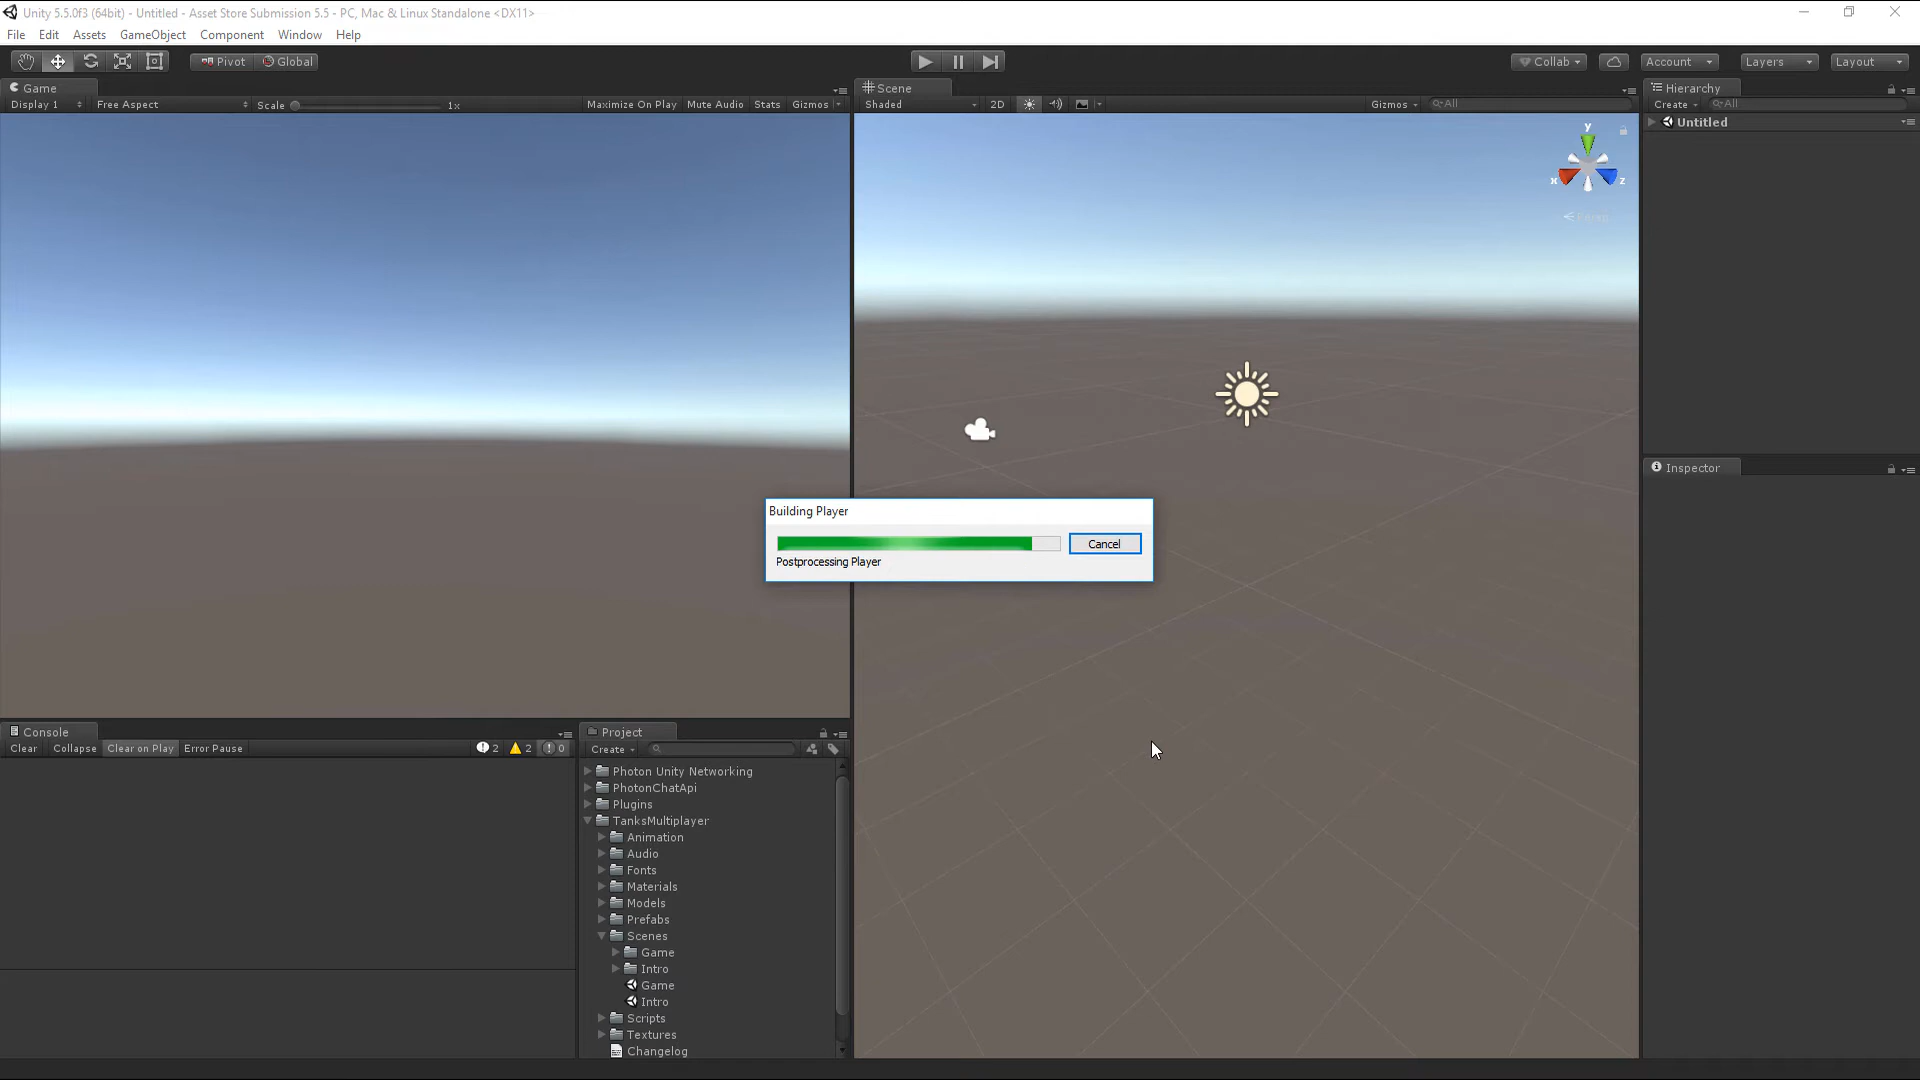 Unity 5.5.0f3 (64bit) - Untitled - Asset Store Submission 5.5 - PC, Mac & Linux Standalone <DX11>
File Edit Assets GameObject Component Window Help
Pivot Global Collab Account Layers Layout
Game
Display 1 Free Aspect Scale 1x Maximize On Play Mute Audio Stats Gizmos
Scene
Shaded 2D Gizmos All
Hierarchy
Create All
Untitled
y
x z
Persp
Inspector
Building Player
Cancel
Postprocessing Player
Console
Clear Collapse Clear on Play Error Pause 2 2 0
Project
Create
Photon Unity Networking
PhotonChatApi
Plugins
TanksMultiplayer
Animation
Audio
Fonts
Materials
Models
Prefabs
Scenes
Game
Intro
Game
Intro
Scripts
Textures
Changelog